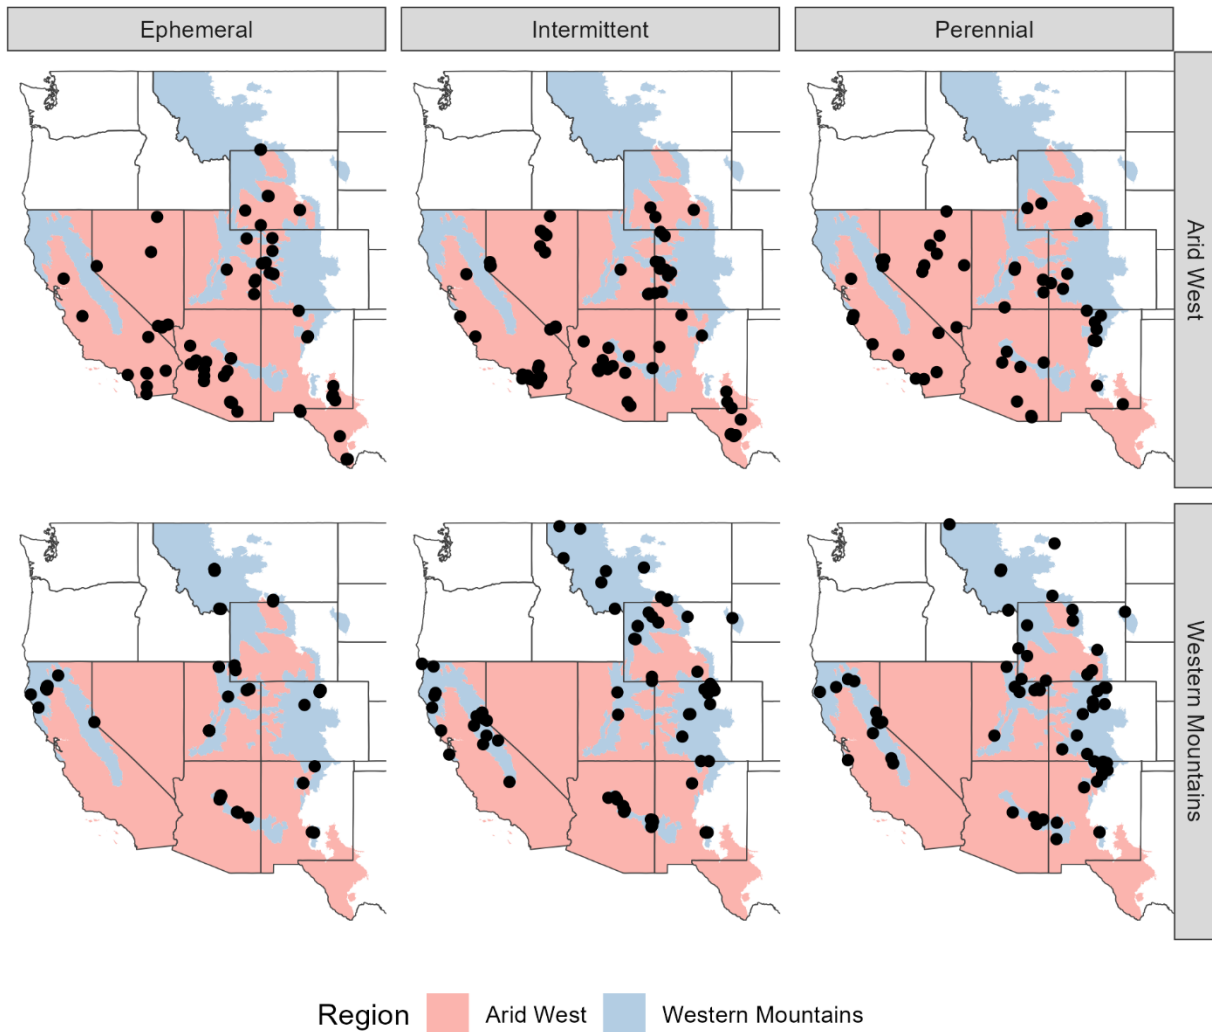 Ephemeral
Intermittent
Perennial
Arid West
Western Mountains
Region
Arid West
Western Mountains